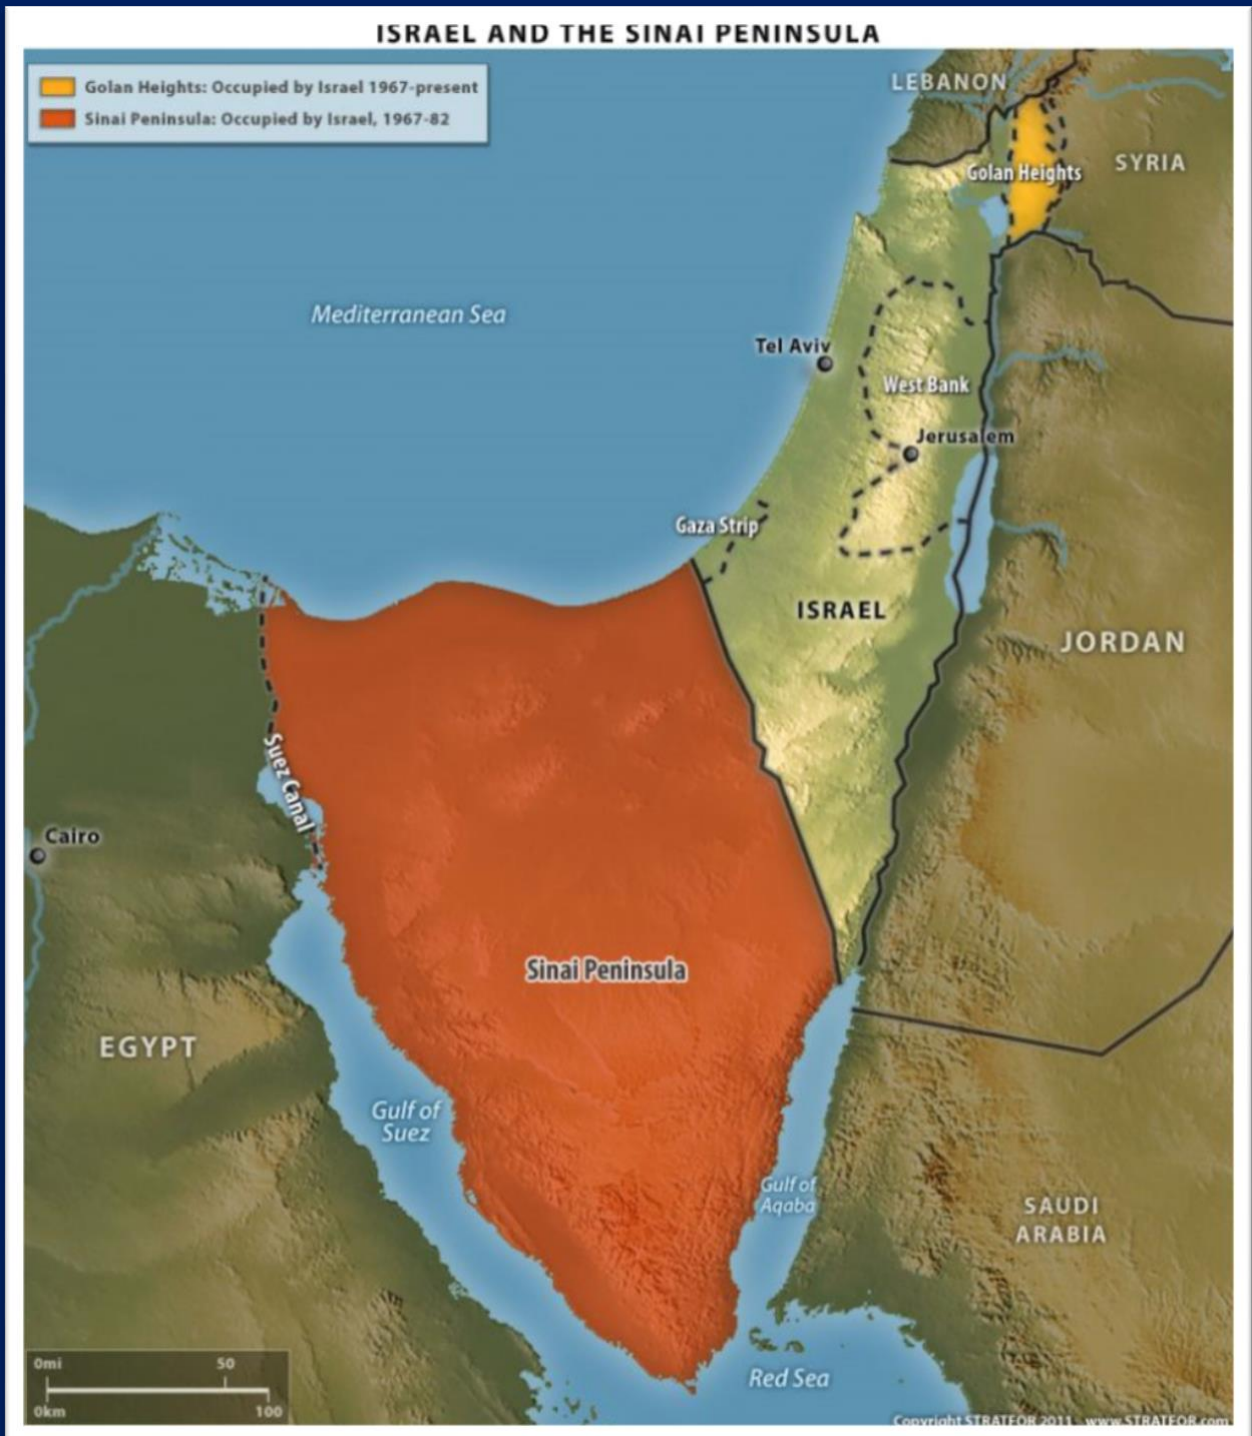 ISRAEL AND THE SINAI PENINSULA
Golan Heights: Occupied by Israel 1967-present
Sinai Peninsula: Occupied by Israel, 1967-82
LEBANON
SYRIA
Golan Heights
Mediterranean Sea
Tel Aviv
West Bank
Jerusalem
Gaza Strip
ISRAEL
JORDAN
Suez Canal
Cairo
Sinai Peninsula
EGYPT
Gulf of
Suez
Gulf of
Aqaba
SAUDI
ARABIA
Red Sea
0mi 50
0km 100
Copyright STRATFOR 2011 www.STRATFOR.com